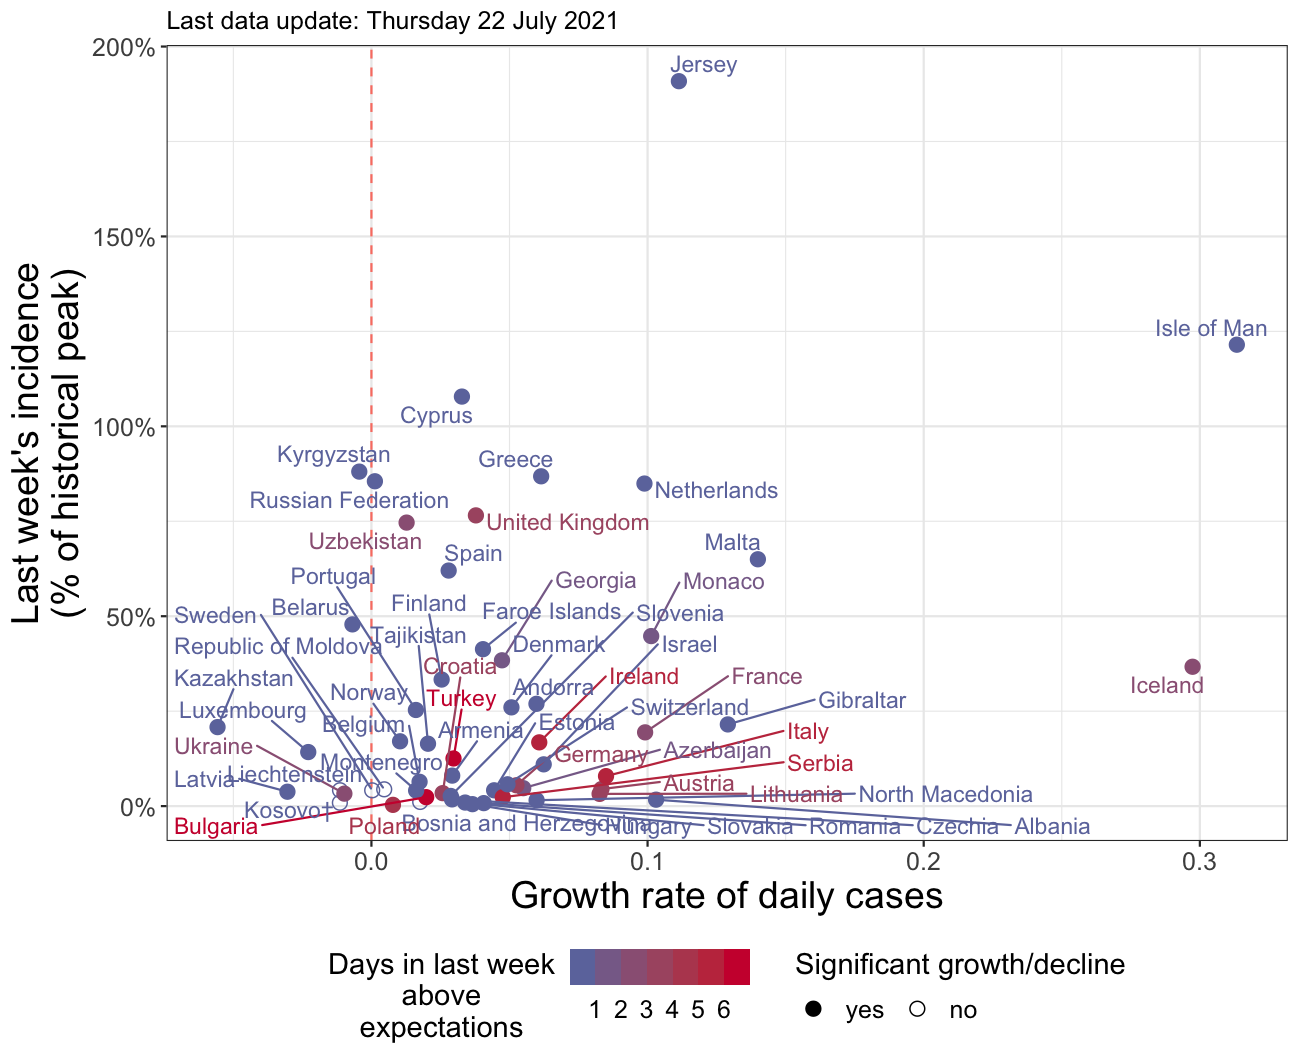 Last data update: Thursday 22 July 2021
200%
150%
100%
50%
0%
Last week's incidence
(% of historical peak)
Jersey
Isle of Man
Cyprus
Kyrgyzstan
Greece
Russian Federation
Netherlands
United Kingdom
Uzbekistan
Malta
Spain
Portugal
Georgia
Monaco
Sweden
Belarus
Finland
Faroe Islands
Slovenia
Republic of Moldova
Tajikistan
Denmark
Israel
Kazakhstan
Croatia
Ireland
France
Iceland
Norway
Turkey
Andorra
Gibraltar
Luxembourg
Switzerland
Belgium
Armenia
Estonia
Italy
Ukraine
Montenegro
Germany
Azerbaijan
Serbia
Latvia
Liechtenstein
Austria
Lithuania
North Macedonia
Kosovo
Bulgaria
Poland
Bosnia and Herzegovina
Hungary
Slovakia
Romania
Czechia
Albania
0.0
0.1
0.2
0.3
Growth rate of daily cases
Days in last week
above
expectations
1 2 3 4 5 6
Significant growth/decline
yes
no